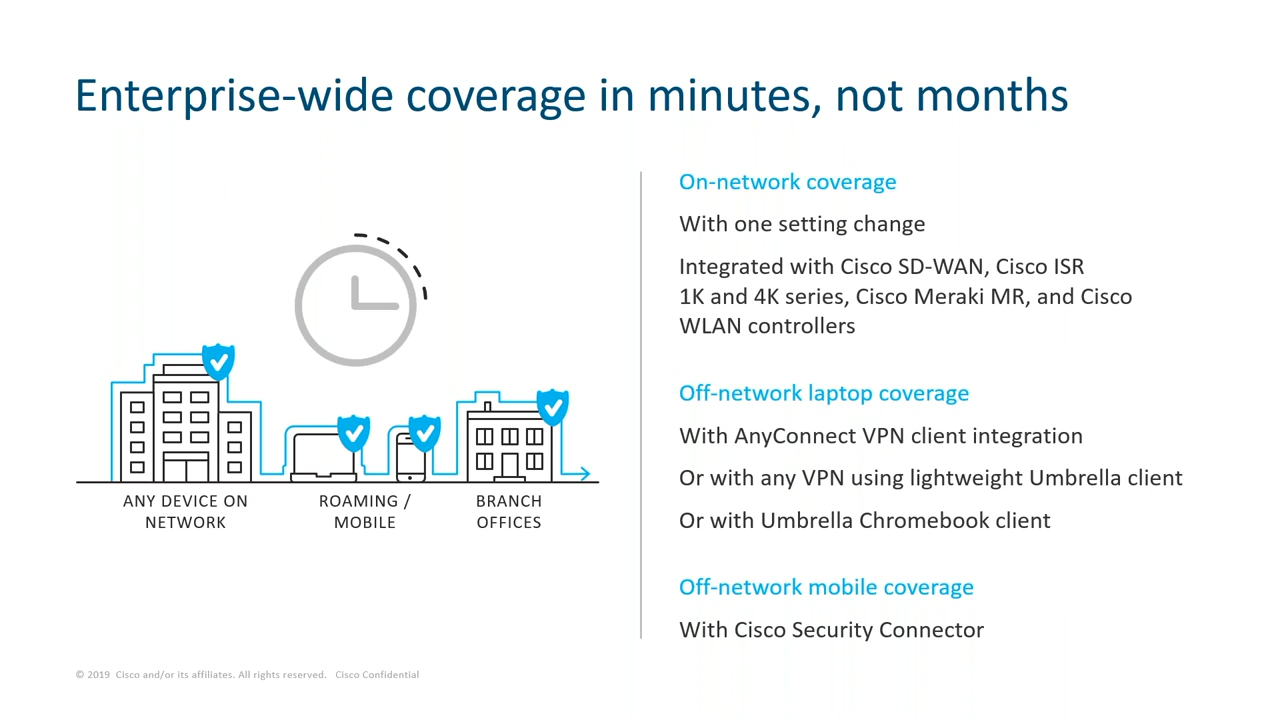 Enterprise-wide coverage in minutes, not months
ANY DEVICE ON
NETWORK
ROAMING /
MOBILE
BRANCH
OFFICES
On-network coverage
With one setting change
Integrated with Cisco SD-WAN, Cisco ISR
1K and 4K series, Cisco Meraki MR, and Cisco
WLAN controllers
Off-network laptop coverage
With AnyConnect VPN client integration
Or with any VPN using lightweight Umbrella client
Or with Umbrella Chromebook client
Off-network mobile coverage
With Cisco Security Connector
© 2019 Cisco and/or its affiliates. All rights reserved. Cisco Confidential